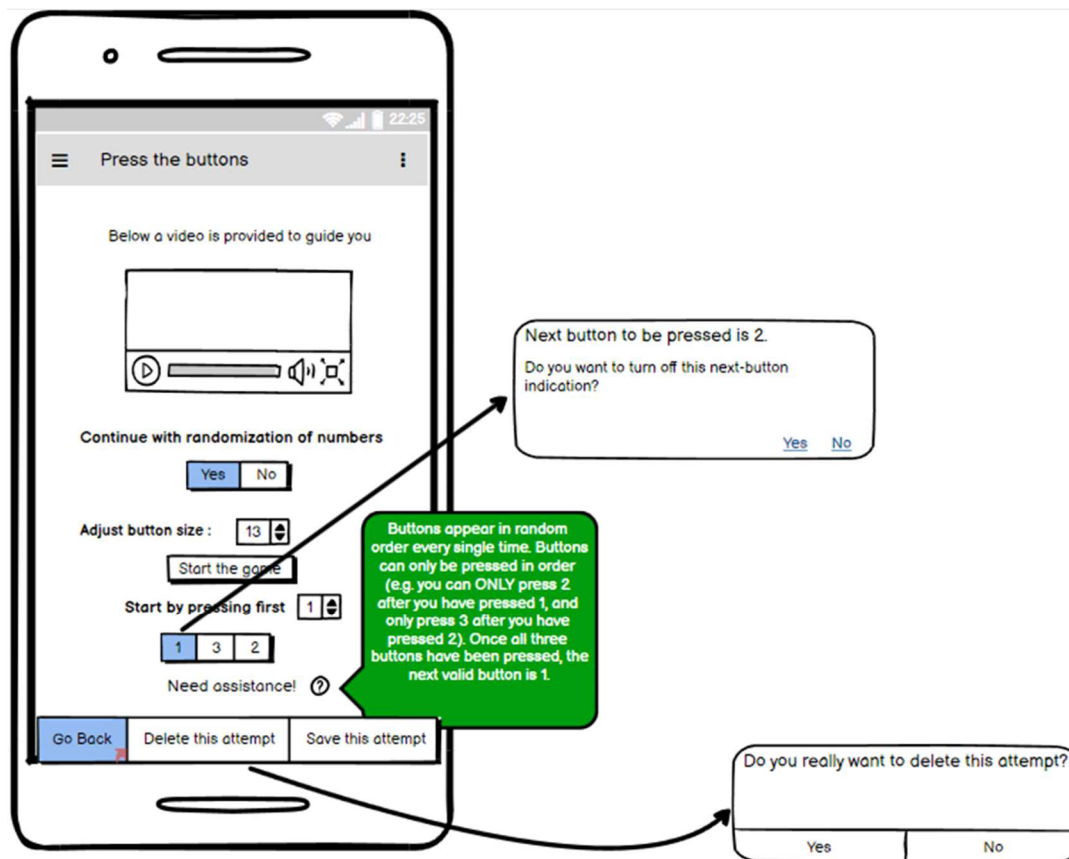 22:25
Press the buttons
Below a video is provided to guide you
Continue with randomization of numbers
Yes No
Adjust button size : 13
Start the game
Start by pressing first 1
1 3 2
Need assistance! ?
Go Back Delete this attempt Save this attempt
Next button to be pressed is 2.
Do you want to turn off this next-button
indication?
Yes No
Buttons appear in random
order every single time. Buttons
can only be pressed in order
(e.g. you can ONLY press 2
after you have pressed 1, and
only press 3 after you have
pressed 2). Once all three
buttons have been pressed, the
next valid button is 1.
Do you really want to delete this attempt?
Yes No